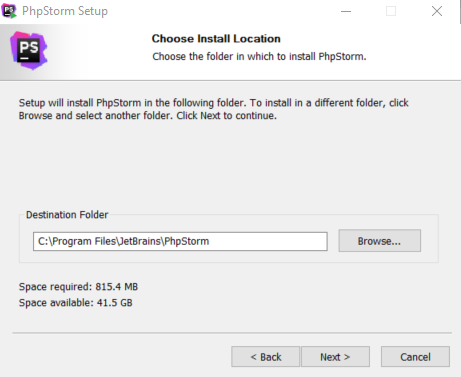 PhpStorm Setup
PS
Choose Install Location
Choose the folder in which to install PhpStorm.
Setup will install PhpStorm in the following folder. To install in a different folder, click
Browse and select another folder. Click Next to continue.
Destination Folder
C:\Program Files\JetBrains\PhpStorm
Browse...
Space required: 815.4 MB
Space available: 41.5 GB
< Back
Next >
Cancel